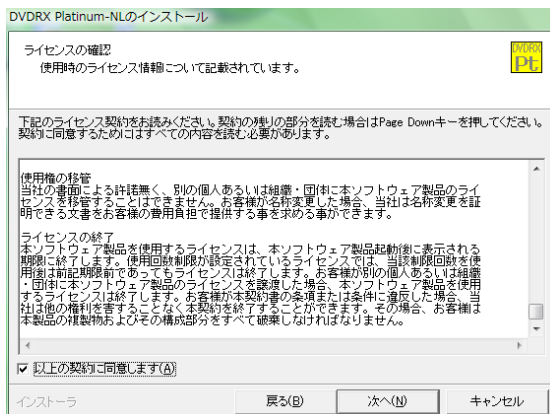 DVDRX Platinum-NLのインストール
ライセンスの確認
使用時のライセンス情報について記載されています。
DVDRX
Pt
下記のライセンス契約をお読みください。契約の残りの部分を読む場合はPage Downキーを押してください。
契約に同意するためにはすべての内容を読む必要があります。
使用権の移管
当社の書面による許諾無く、別の個人あるいは組織・団体に本ソフトウェア製品のライ
センスを移管することはできません。お客様が名称変更した場合、当社は名称変更を証
明できる文書をお客様の費用負担で提供する事を求める事ができます。
ライセンスの終了
本ソフトウェア製品を使用するライセンスは、本ソフトウェア製品起動後に表示される
期限に終了します。使用回数制限が設定されているライセンスでは、当該制限回数を使
用後は前記期限前であってもライセンスは終了します。お客様が別の個人あるいは組織
・団体に本ソフトウェア製品のライセンスを譲渡した場合、本ソフトウェア製品を使用
するライセンスは終了します。お客様が本契約書の条項または条件に違反した場合、当
社は他の権利を害することなく本契約を終了することができます。その場合、お客様は
本製品の複製物およびその構成部分をすべて破棄しなければなりません。
以上の契約に同意します(A)
インストーラ
戻る(B)
次へ(N)
キャンセル